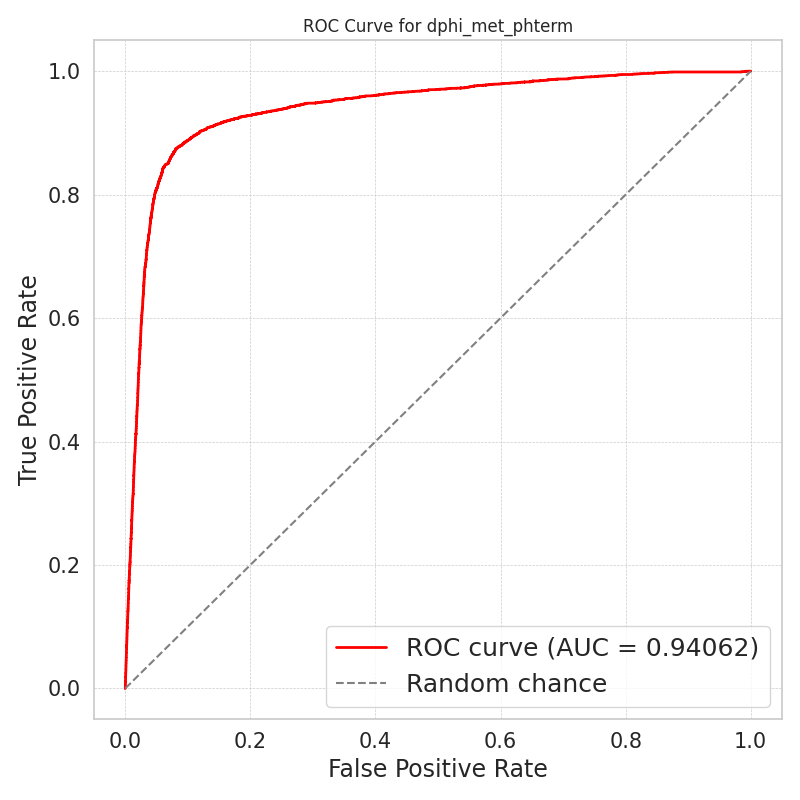 ROC Curve for dphi_met_phterm
1.0
0.8
0.6
0.4
0.2
0.0
True Positive Rate
ROC curve (AUC = 0.94062)
Random chance
0.0 0.2 0.4 0.6 0.8 1.0
False Positive Rate